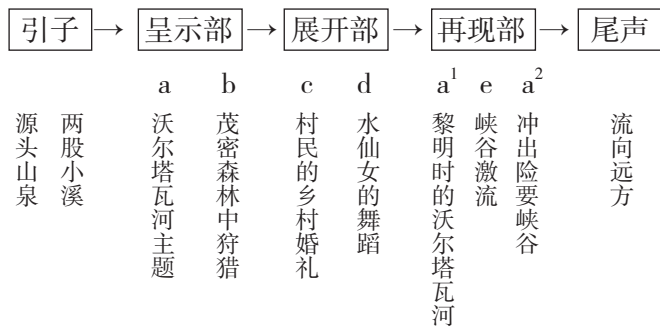 引子→呈示部→展开部→再现部→尾声
a b c d a¹ e a²
源头山泉
两股小溪
沃尔塔瓦河主题
茂密森林中狩猎
村民的乡村婚礼
水仙女的舞蹈
黎明时的沃尔塔瓦河
峡谷激流
冲出险要峡谷
流向远方